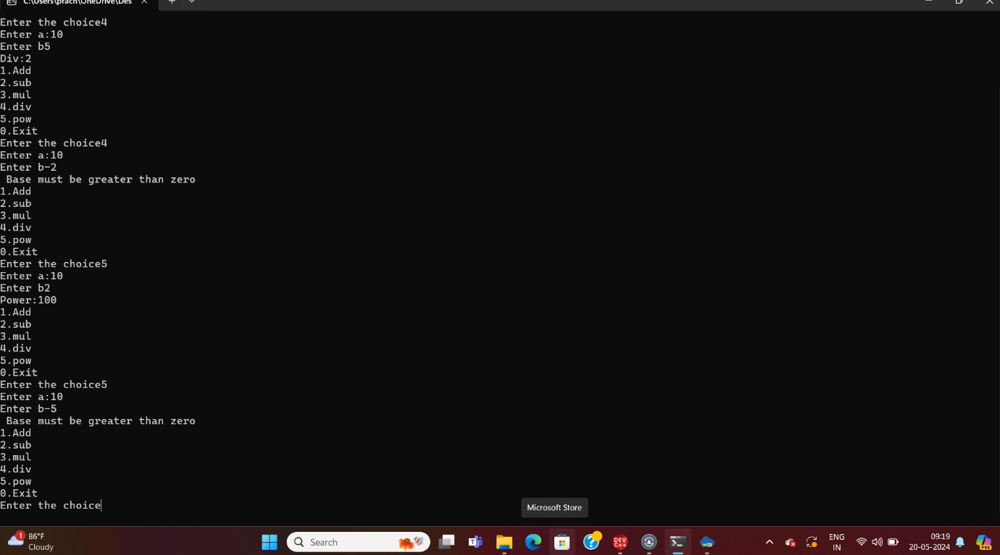 C:\Users\prach\OneDrive\Des
Enter the choice4
Enter a:10
Enter b5
Div:2
1.Add
2.sub
3.mul
4.div
5.pow
0.Exit
Enter the choice4
Enter a:10
Enter b-2
Base must be greater than zero
1.Add
2.sub
3.mul
4.div
5.pow
0.Exit
Enter the choice5
Enter a:10
Enter b2
Power:100
1.Add
2.sub
3.mul
4.div
5.pow
0.Exit
Enter the choice5
Enter a:10
Enter b-5
Base must be greater than zero
1.Add
2.sub
3.mul
4.div
5.pow
0.Exit
Enter the choice
Microsoft Store
1
86°F
Cloudy
Search
DEV
C++
ENG
IN
09:19
20-05-2024
PRE